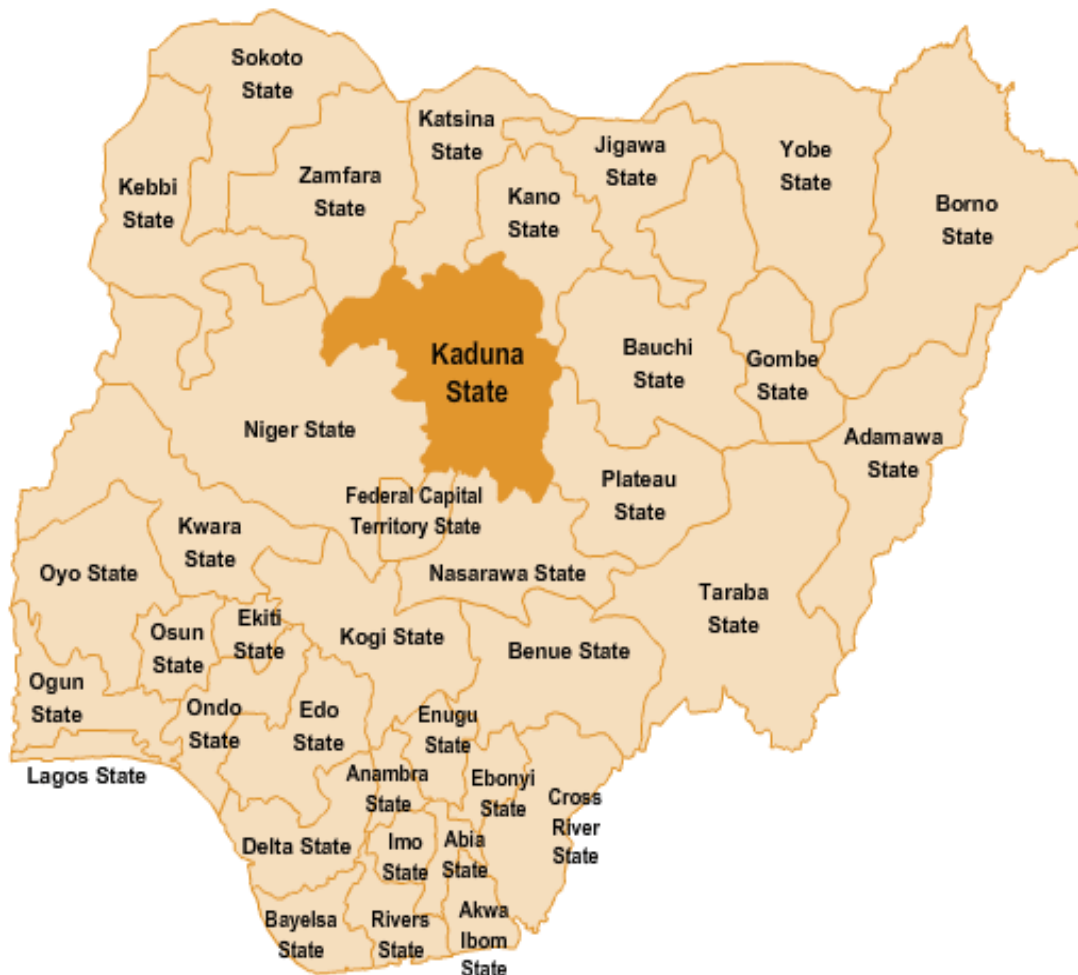 Sokoto
State
Katsina
State
Jigawa
State
Yobe
State
Kebbi
State
Zamfara
State
Kano
State
Borno
State
Kaduna
State
Bauchi
State
Gombe
State
Niger State
Adamawa
State
Federal Capital
Territory State
Plateau
State
Kwara
State
Oyo State
Nasarawa State
Taraba
State
Osun
State
Ekiti
State
Kogi State
Benue State
Ogun
State
Ondo
State
Edo
State
Enugu
State
Lagos State
Anambra
State
Ebonyi
State
Cross
River
State
Delta State
Imo
State
Abia
State
Bayelsa
State
Rivers
State
Akwa
Ibom
State